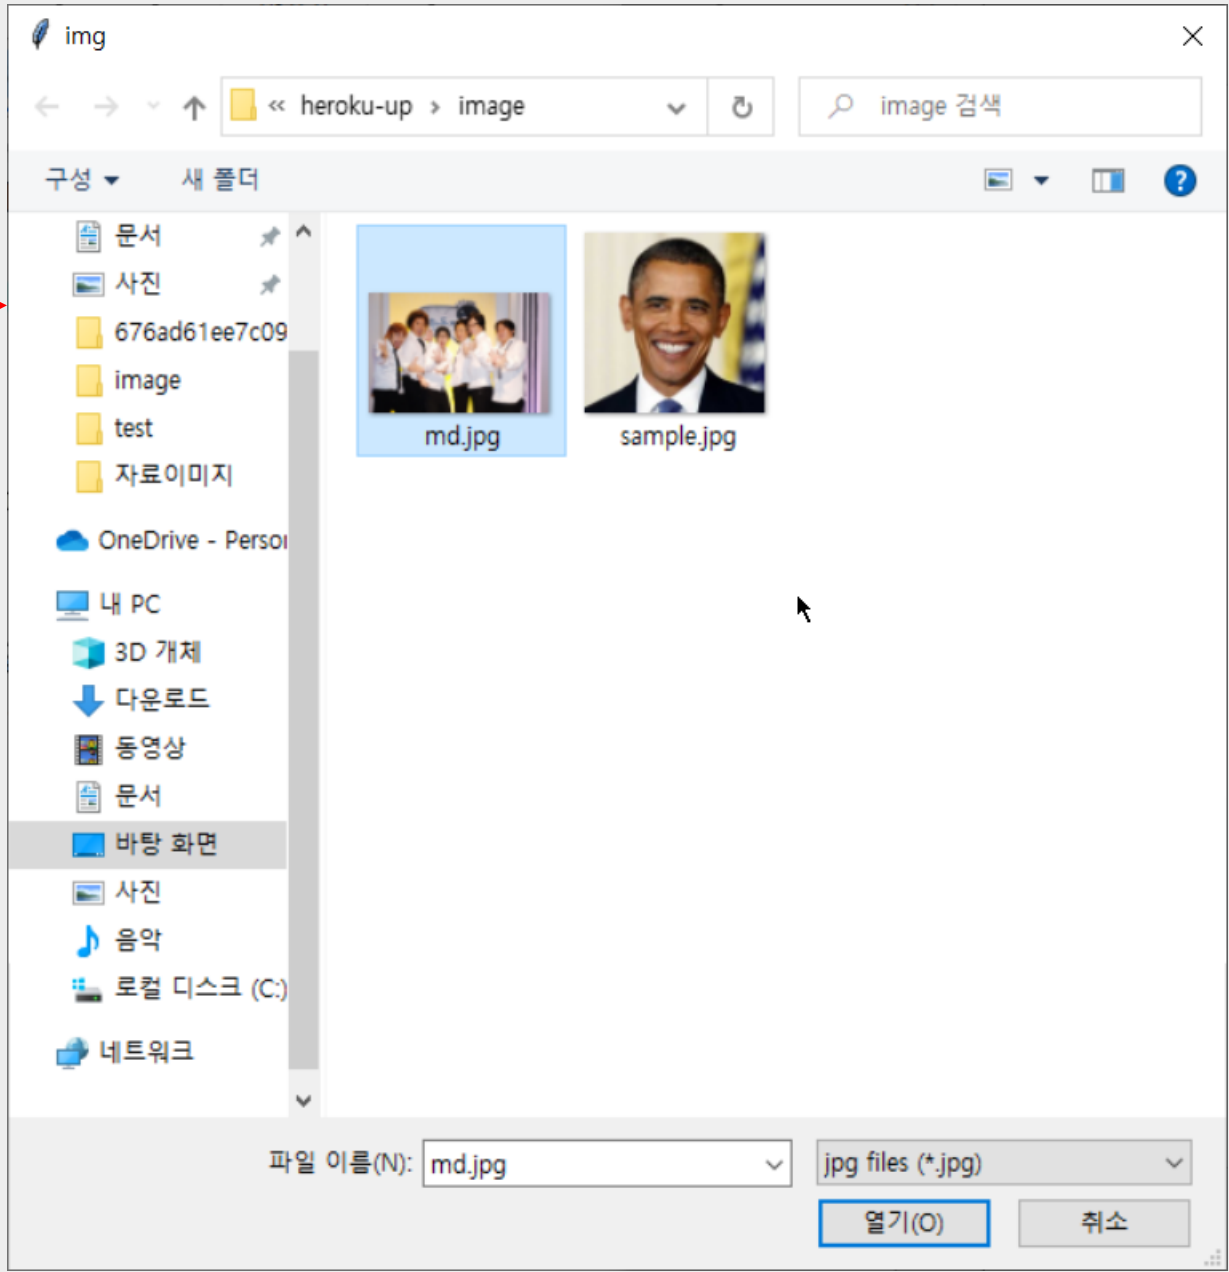 img
« heroku-up › image
image 검색
구성
새 폴더
?
문서
사진
676ad61ee7c09
image
test
자료이미지
OneDrive - Persor
내 PC
3D 개체
다운로드
동영상
문서
바탕 화면
사진
음악
로컬 디스크 (C:)
네트워크
md.jpg
sample.jpg
파일 이름(N):
md.jpg
jpg files (*.jpg)
열기(O)
취소